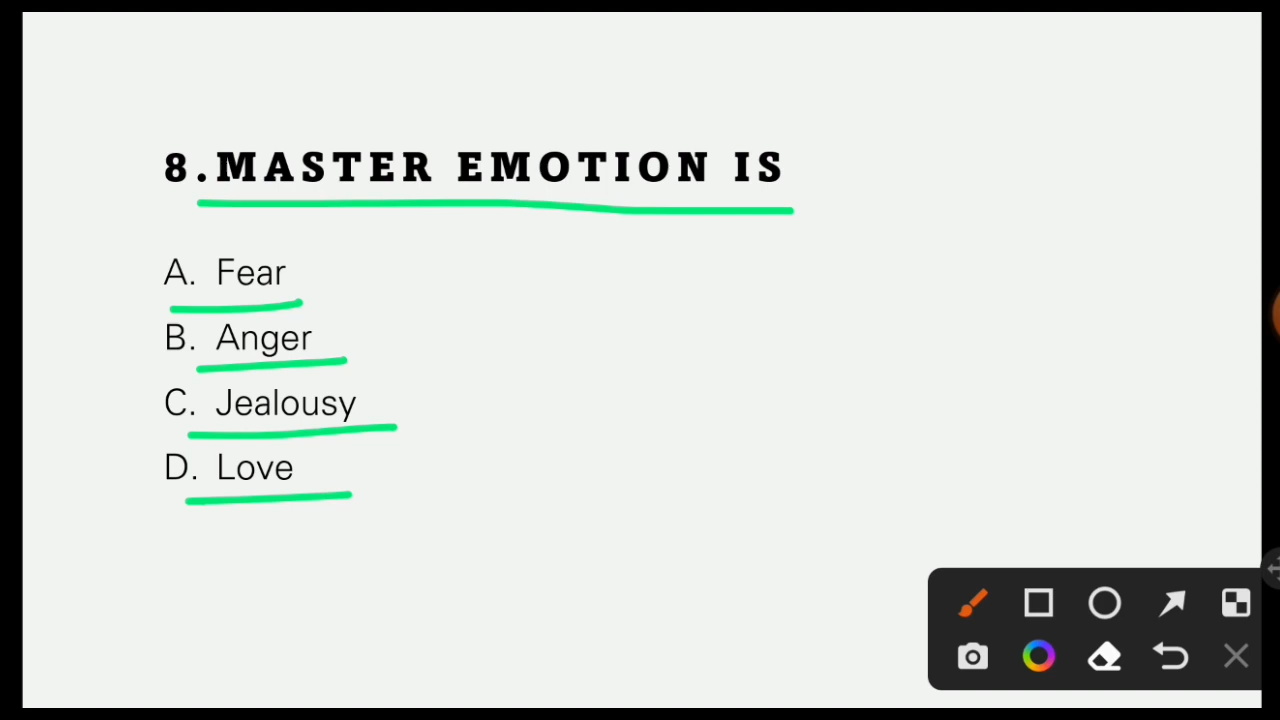 8.MASTER EMOTION IS
A. Fear
B. Anger
C. Jealousy
D. Love